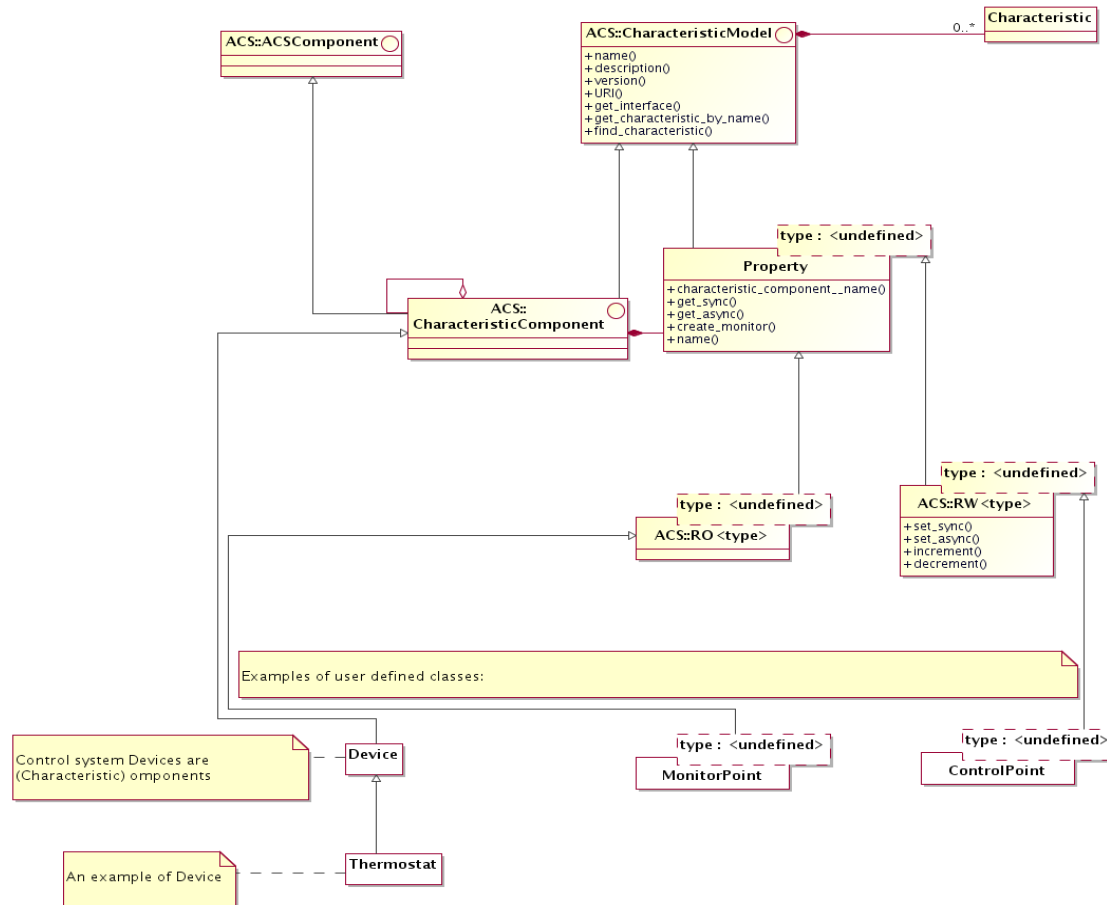 ACS::ACSComponent
ACS::CharacteristicModel
+name()
+description()
+version()
+URI()
+get_interface()
+get_characteristic_by_name()
+find_characteristic()
0..*
Characteristic
type : <undefined>
Property
+characteristic_component__name()
+get_sync()
+get_async()
+create_monitor()
+name()
ACS::
CharacteristicComponent
type : <undefined>
ACS::RO <type>
type : <undefined>
ACS::RW <type>
+set_sync()
+set_async()
+increment()
+decrement()
Examples of user defined classes:
Control system Devices are
(Characteristic) omponents
Device
type : <undefined>
MonitorPoint
type : <undefined>
ControlPoint
An example of Device
Thermostat